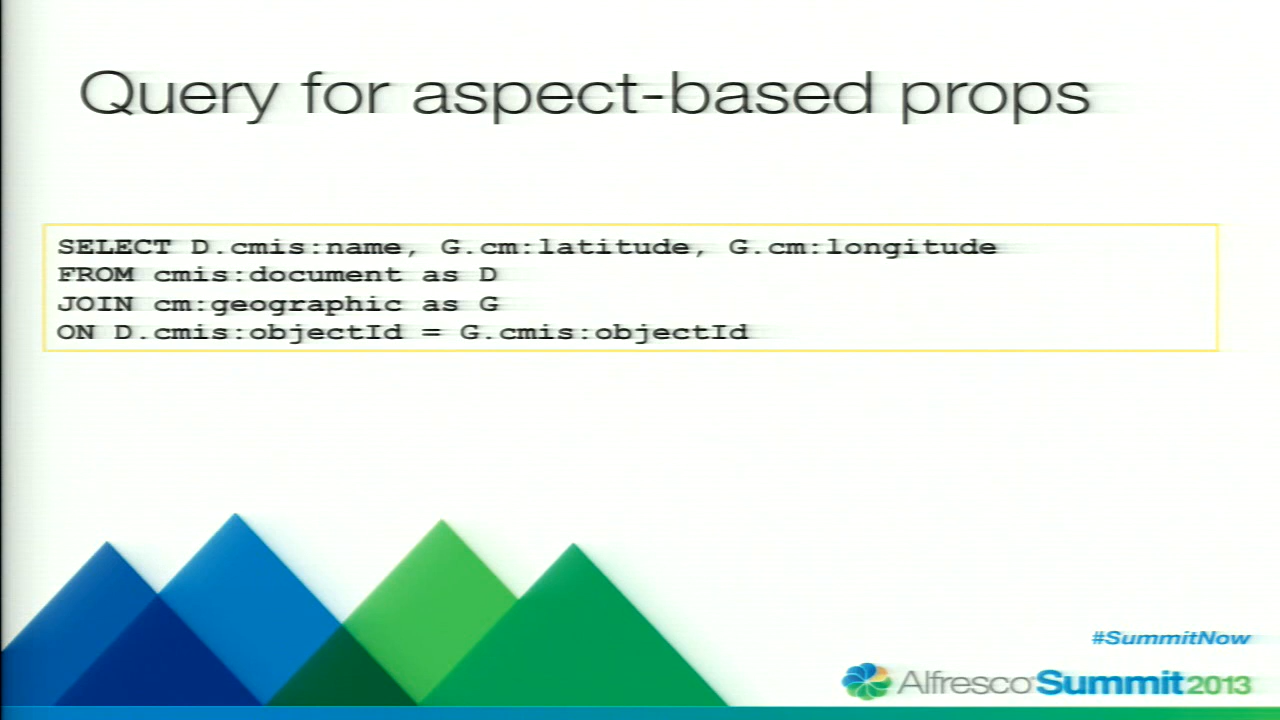 Query for aspect-based props
SELECT D.cmis:name, G.cm:latitude, G.cm:longitude
FROM cmis:document as D
JOIN cm:geographic as G
ON D.cmis:objectId = G.cmis:objectId
#SummitNow
Alfresco Summit 2013